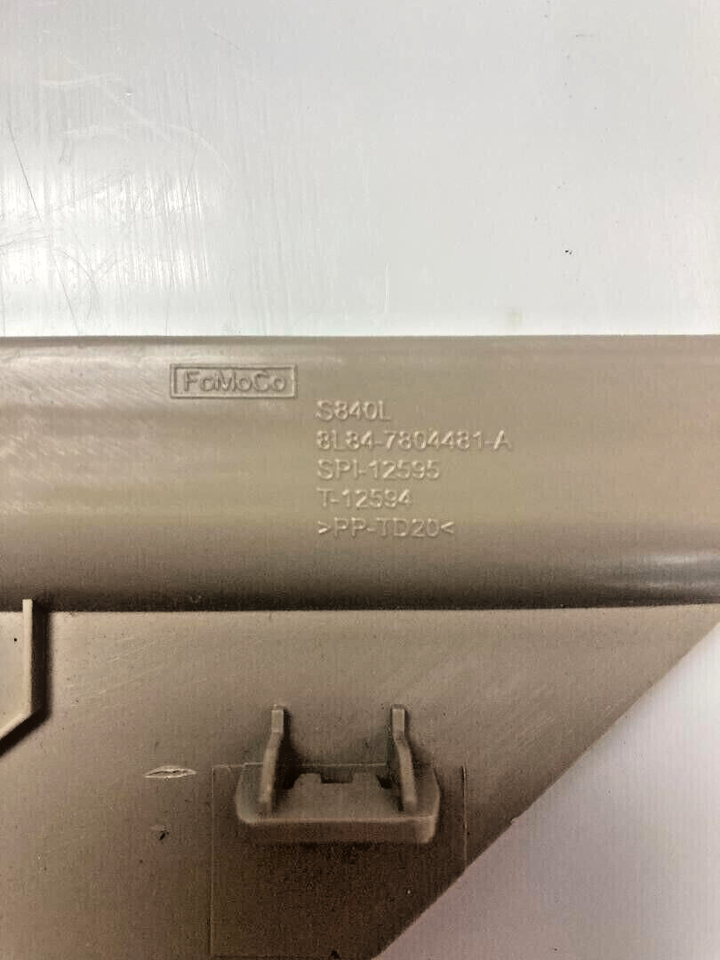 FoMoCo
S840L
8L84-7804481-A
SPI-12595
T-12594
>PP-TD20<